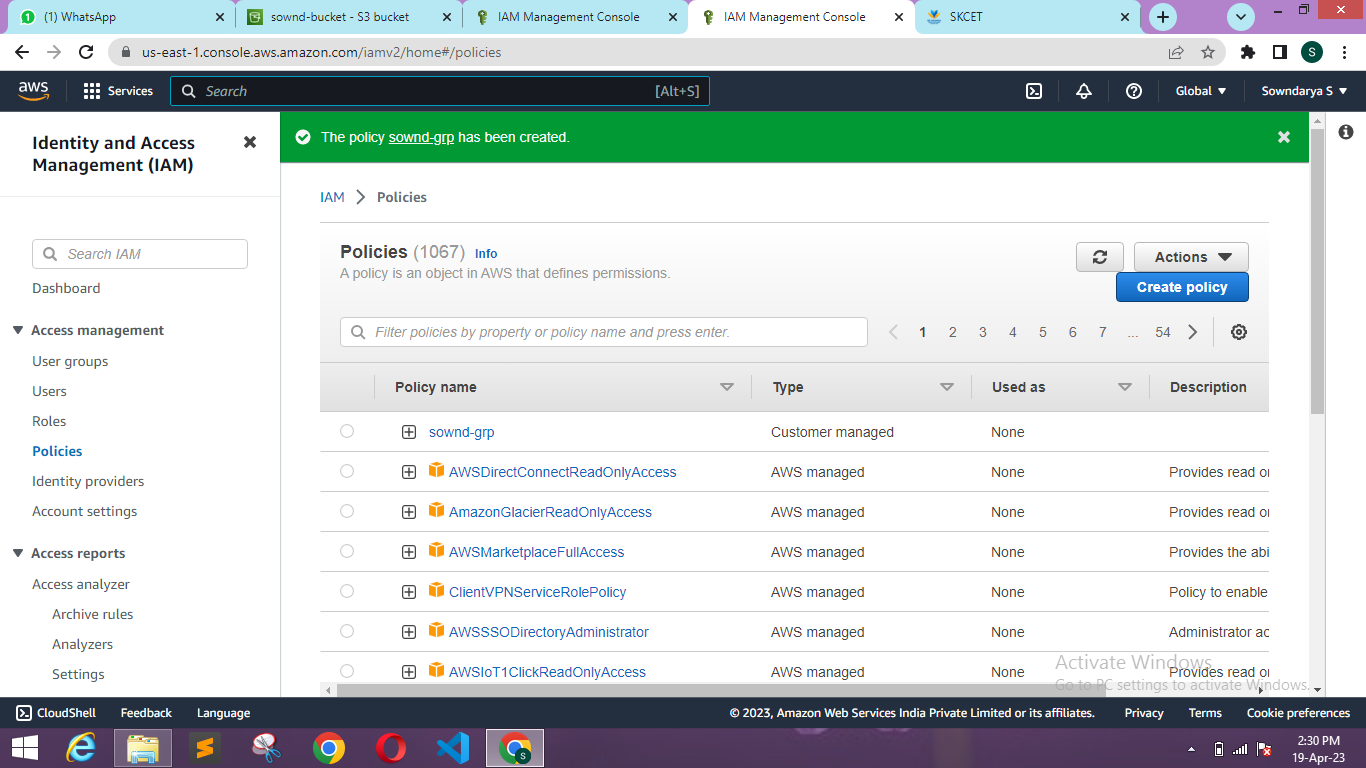 (1) WhatsApp
sownd-bucket - S3 bucket
IAM Management Console
IAM Management Console
SKCET
us-east-1.console.aws.amazon.com/iamv2/home#/policies
S
aws
Services
Search
[Alt+S]
Global
Sowndarya S
Identity and Access
Management (IAM)
Search IAM
Dashboard
Access management
User groups
Users
Roles
Policies
Identity providers
Account settings
Access reports
Access analyzer
Archive rules
Analyzers
Settings
The policy sownd-grp has been created.
IAM > Policies
Policies (1067) Info
A policy is an object in AWS that defines permissions.
Actions
Create policy
Filter policies by property or policy name and press enter.
1 2 3 4 5 6 7 ... 54
Policy name Type Used as Description
sownd-grp Customer managed None
AWSDirectConnectReadOnlyAccess AWS managed None Provides read or
AmazonGlacierReadOnlyAccess AWS managed None Provides read or
AWSMarketplaceFullAccess AWS managed None Provides the abi
ClientVPNServiceRolePolicy AWS managed None Policy to enable
AWSSSODirectoryAdministrator AWS managed None Administrator ac
AWSIoT1ClickReadOnlyAccess AWS managed None Provides read or
Activate Windows
Go to PC settings to activate Windows.
CloudShell Feedback Language
© 2023, Amazon Web Services India Private Limited or its affiliates. Privacy Terms Cookie preferences
S
2:30 PM
19-Apr-23